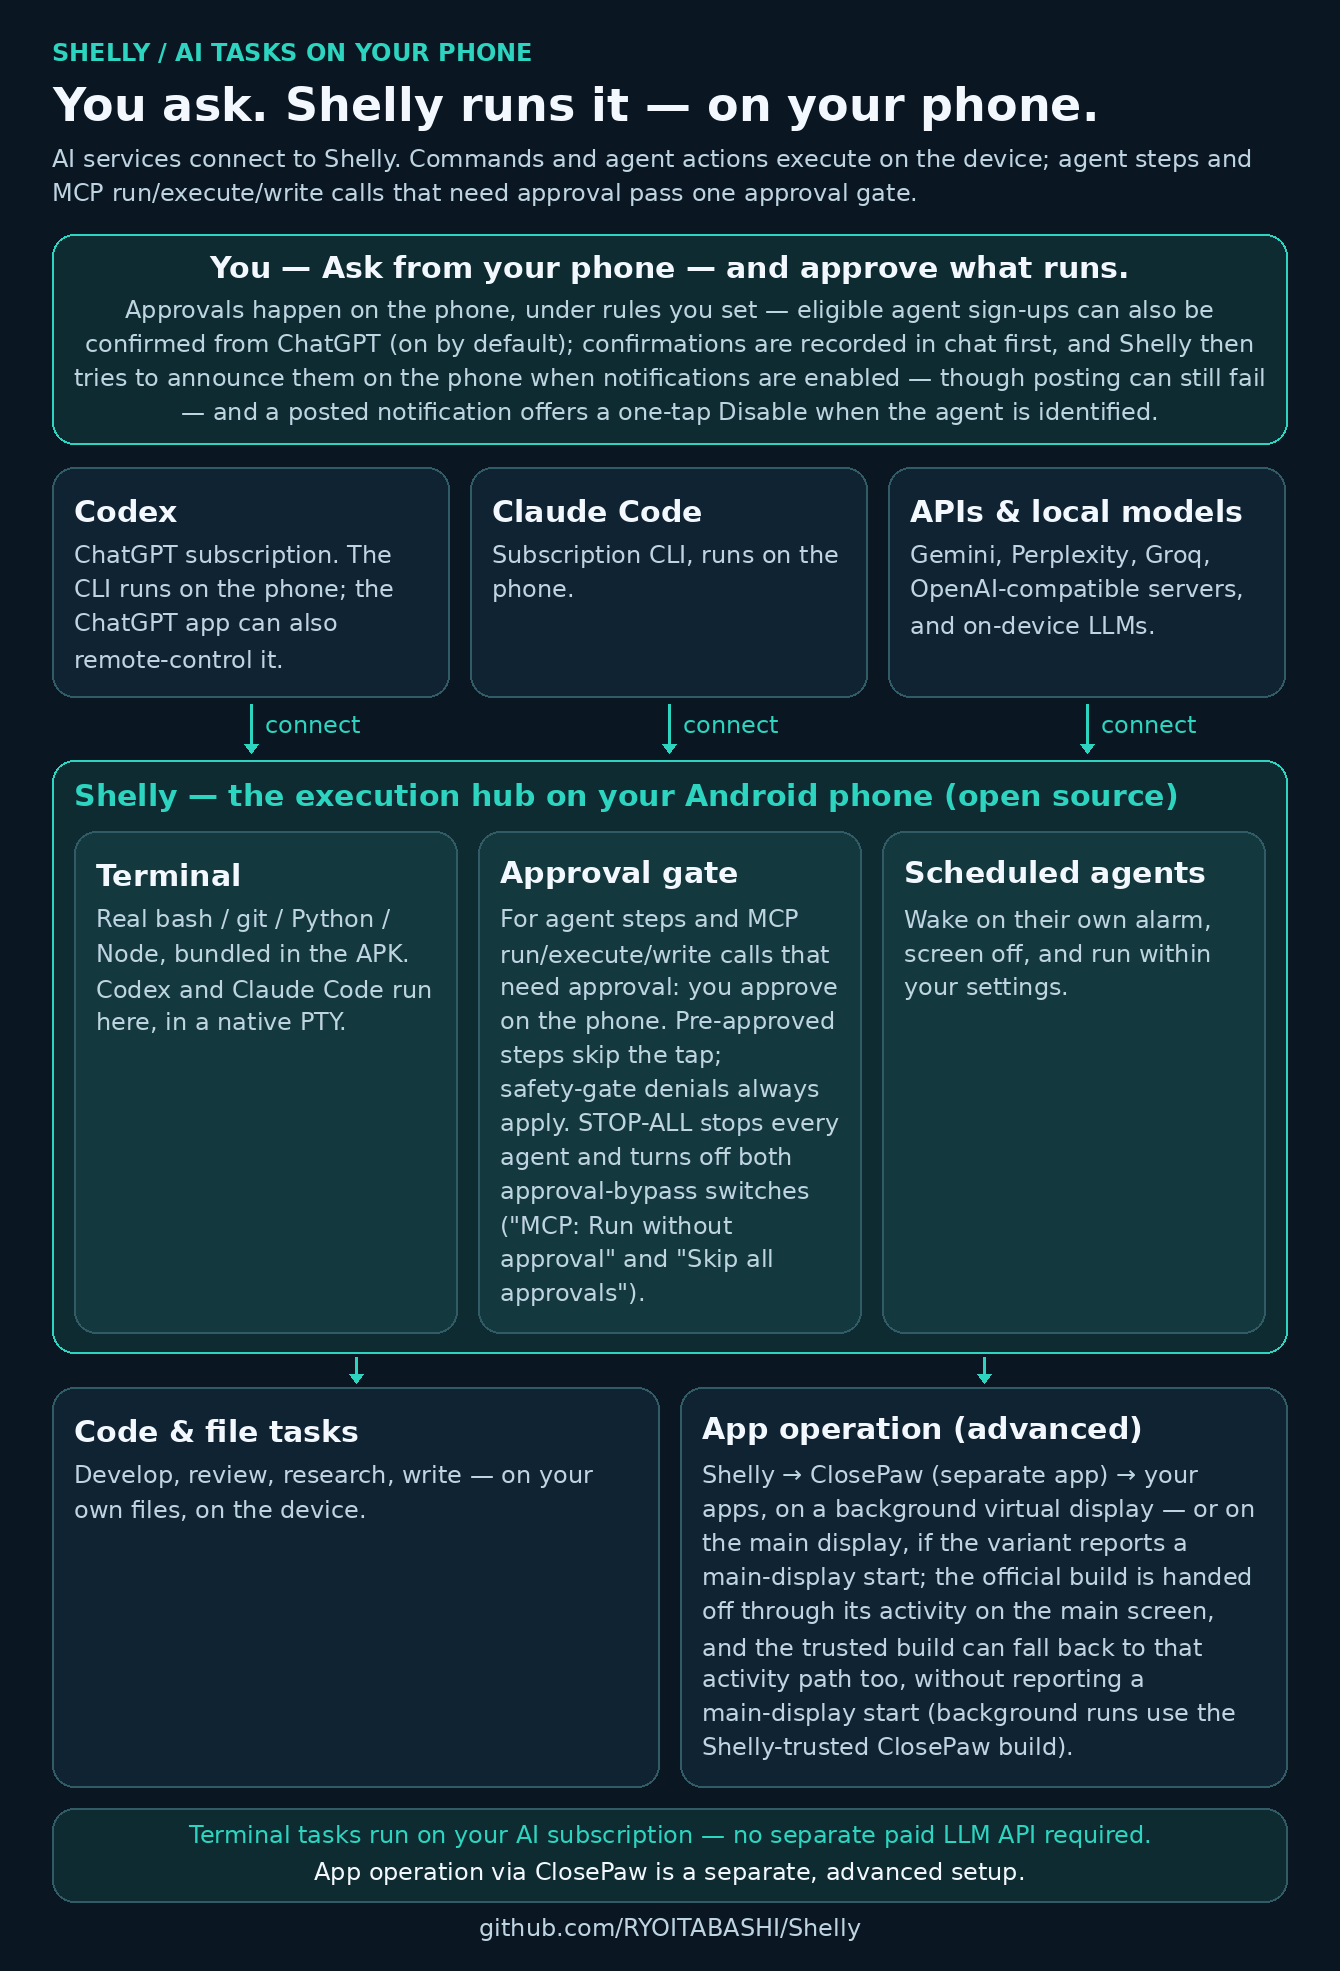 SHELLY / AI TASKS ON YOUR PHONE
You ask. Shelly runs it — on your phone.
AI services connect to Shelly. Commands and agent actions execute on the device; agent steps and
MCP run/execute/write calls that need approval pass one approval gate.
You — Ask from your phone — and approve what runs.
Approvals happen on the phone, under rules you set — eligible agent sign-ups can also be
confirmed from ChatGPT (on by default); confirmations are recorded in chat first, and Shelly then
tries to announce them on the phone when notifications are enabled — though posting can still fail
— and a posted notification offers a one-tap Disable when the agent is identified.
Codex
ChatGPT subscription. The
CLI runs on the phone; the
ChatGPT app can also
remote-control it.
Claude Code
Subscription CLI, runs on the
phone.
APIs & local models
Gemini, Perplexity, Groq,
OpenAI-compatible servers,
and on-device LLMs.
connect
connect
connect
Shelly — the execution hub on your Android phone (open source)
Terminal
Real bash / git / Python /
Node, bundled in the APK.
Codex and Claude Code run
here, in a native PTY.
Approval gate
For agent steps and MCP
run/execute/write calls that
need approval: you approve
on the phone. Pre-approved
steps skip the tap;
safety-gate denials always
apply. STOP-ALL stops every
agent and turns off both
approval-bypass switches
("MCP: Run without
approval" and "Skip all
approvals").
Scheduled agents
Wake on their own alarm,
screen off, and run within
your settings.
Code & file tasks
Develop, review, research, write — on your
own files, on the device.
App operation (advanced)
Shelly → ClosePaw (separate app) → your
apps, on a background virtual display — or on
the main display, if the variant reports a
main-display start; the official build is handed
off through its activity on the main screen,
and the trusted build can fall back to that
activity path too, without reporting a
main-display start (background runs use the
Shelly-trusted ClosePaw build).
Terminal tasks run on your AI subscription — no separate paid LLM API required.
App operation via ClosePaw is a separate, advanced setup.
github.com/RYOITABASHI/Shelly